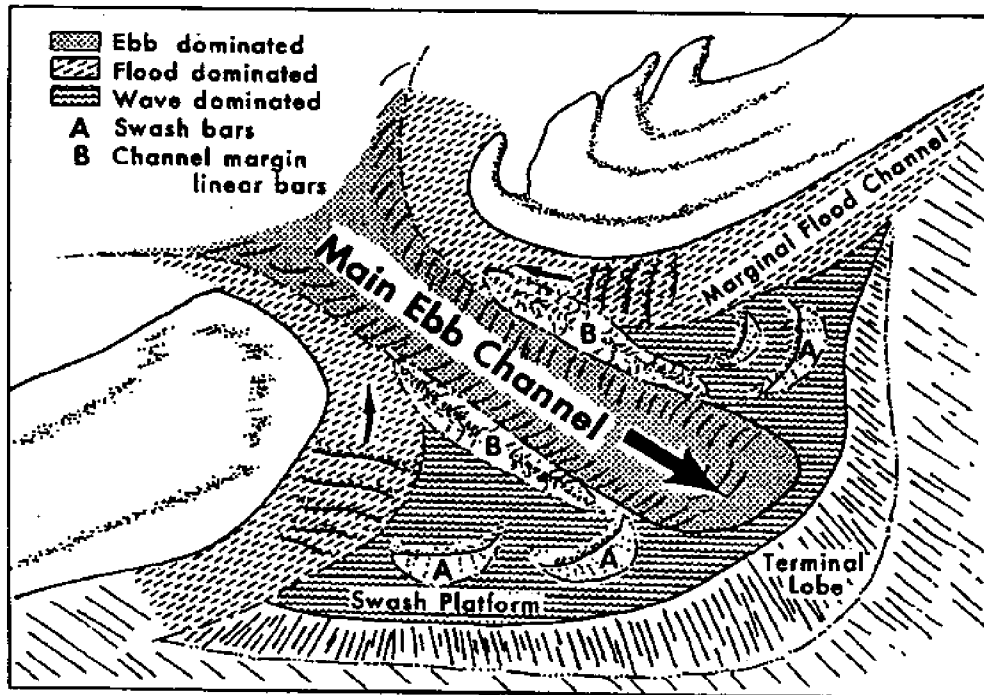 Ebb dominated
Flood dominated
Wave dominated
A Swash bars
B Channel margin
linear bars
Marginal Flood Channel
Main Ebb Channel
B
A
B
A
A
Swash Platform
Terminal
Lobe